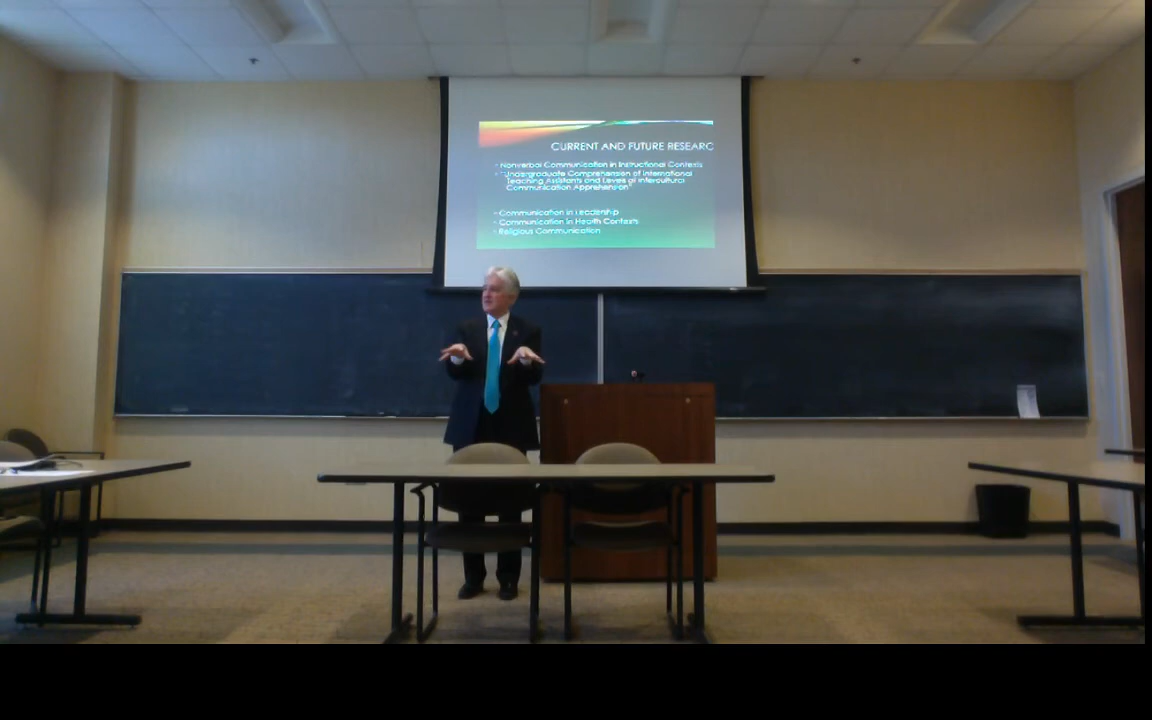 CURRENT AND FUTURE RESEARC
- Nonverbal Communication in Instructional Contexts
- "Undergraduate Comprehension of International
Teaching Assistants and Levels of Intercultural
Communication Apprehension"
- Communication in Leadership
- Communication in Health Contexts
- Religious Communication